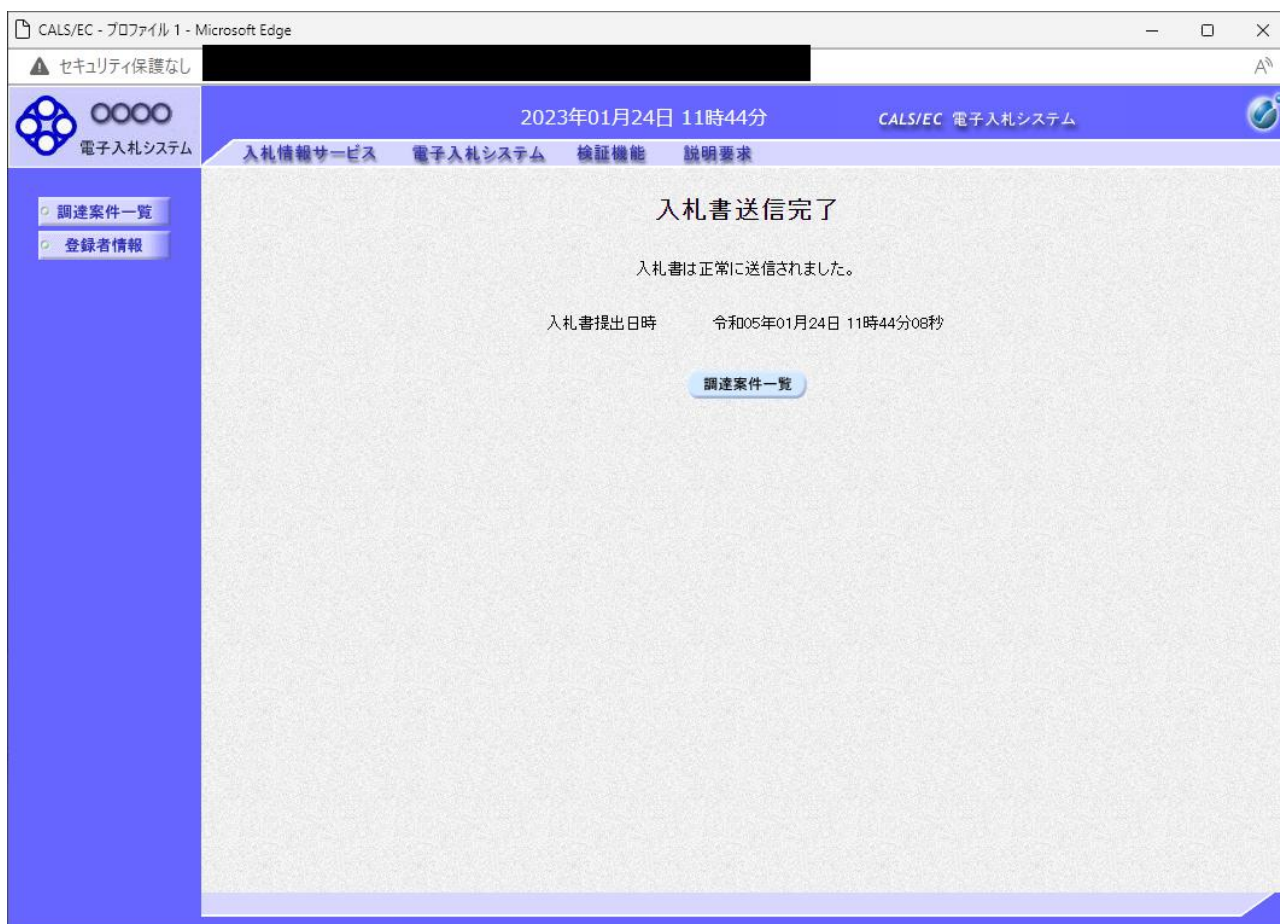 CALS/EC - プロファイル 1 - Microsoft Edge
セキュリティ保護なし
OOOO
電子入札システム
2023年01月24日 11時44分
CALS/EC 電子入札システム
入札情報サービス 電子入札システム 検証機能 説明要求
調達案件一覧
登録者情報
入札書送信完了
入札書は正常に送信されました。
入札書提出日時 令和05年01月24日 11時44分08秒
調達案件一覧